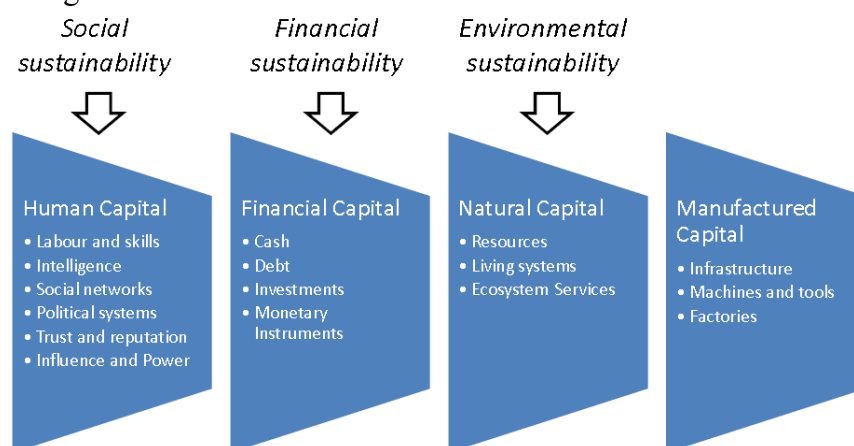 Social
sustainability
Financial
sustainability
Environmental
sustainability
Human Capital
• Labour and skills
• Intelligence
• Social networks
• Political systems
• Trust and reputation
• Influence and Power
Financial Capital
• Cash
• Debt
• Investments
• Monetary
Instruments
Natural Capital
• Resources
• Living systems
• Ecosystem Services
Manufactured
Capital
• Infrastructure
• Machines and tools
• Factories